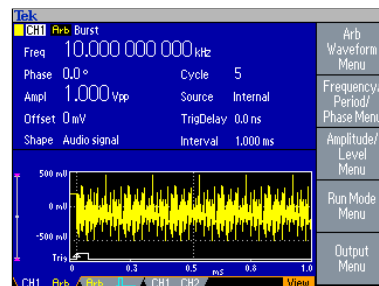 Tek
CH1 Arb Burst
Freq 10.000 000 000 kHz
Phase 0.0 ° Cycle 5
Ampl 1.000 Vpp Source Internal
Offset 0 mV TrigDelay 0.0 ns
Shape Audio signal Interval 1.000 ms
500 mV
0 mV
-500 mV
Trig
0 0.3 0.5 ms 0.8 1.0
CH1 Arb Arb CH1 CH2 View
Arb
Waveform
Menu
Frequency/
Period/
Phase Menu
Amplitude/
Level
Menu
Run Mode
Menu
Output
Menu